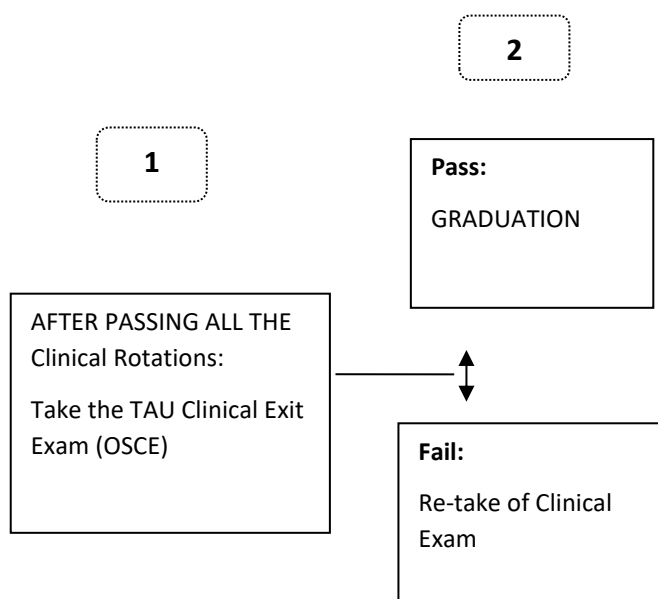 2
1
Pass:
GRADUATION
AFTER PASSING ALL THE
Clinical Rotations:
Take the TAU Clinical Exit
Exam (OSCE)
Fail:
Re-take of Clinical
Exam